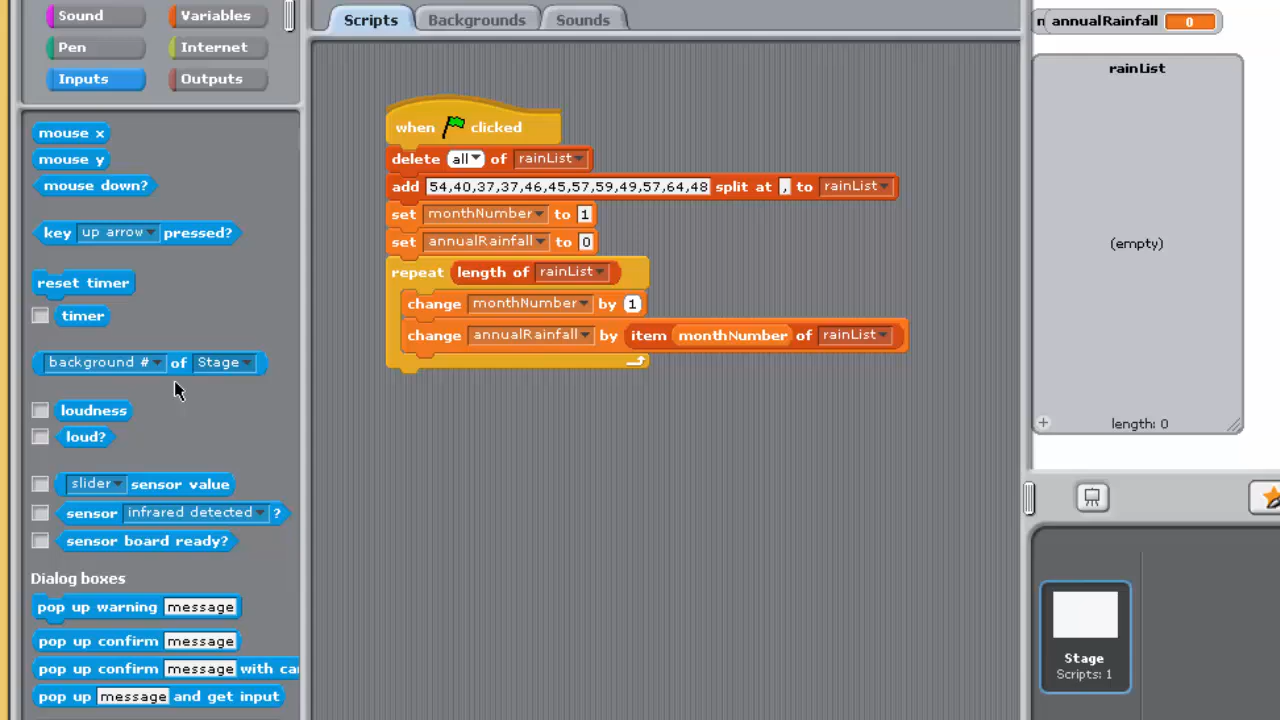 Sound
Variables
Pen
Internet
Inputs
Outputs
mouse x
mouse y
mouse down?
key up arrow pressed?
reset timer
timer
background # of Stage
loudness
loud?
slider sensor value
sensor infrared detected ?
sensor board ready?
Dialog boxes
pop up warning message
pop up confirm message
pop up confirm message with ca
pop up message and get input
Scripts
Backgrounds
Sounds
when clicked
delete all of rainList
add 54,40,37,37,46,45,57,59,49,57,64,48 split at , to rainList
set monthNumber to 1
set annualRainfall to 0
repeat length of rainList
change monthNumber by 1
change annualRainfall by item monthNumber of rainList
annualRainfall 0
rainList
(empty)
+ length: 0
Stage
Scripts: 1